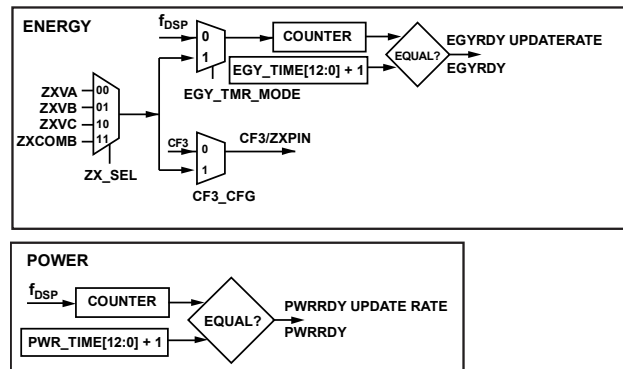 ENERGY
fDSP
0
1
COUNTER
EGY_TIME[12:0] + 1
EQUAL?
EGYRDY UPDATERATE
EGYRDY
EGY_TMR_MODE
ZXVA
00
ZXVB
01
ZXVC
10
ZXCOMB
11
ZX_SEL
CF3
0
1
CF3/ZXPIN
CF3_CFG
POWER
fDSP
COUNTER
PWR_TIME[12:0] + 1
EQUAL?
PWRRDY UPDATE RATE
PWRRDY